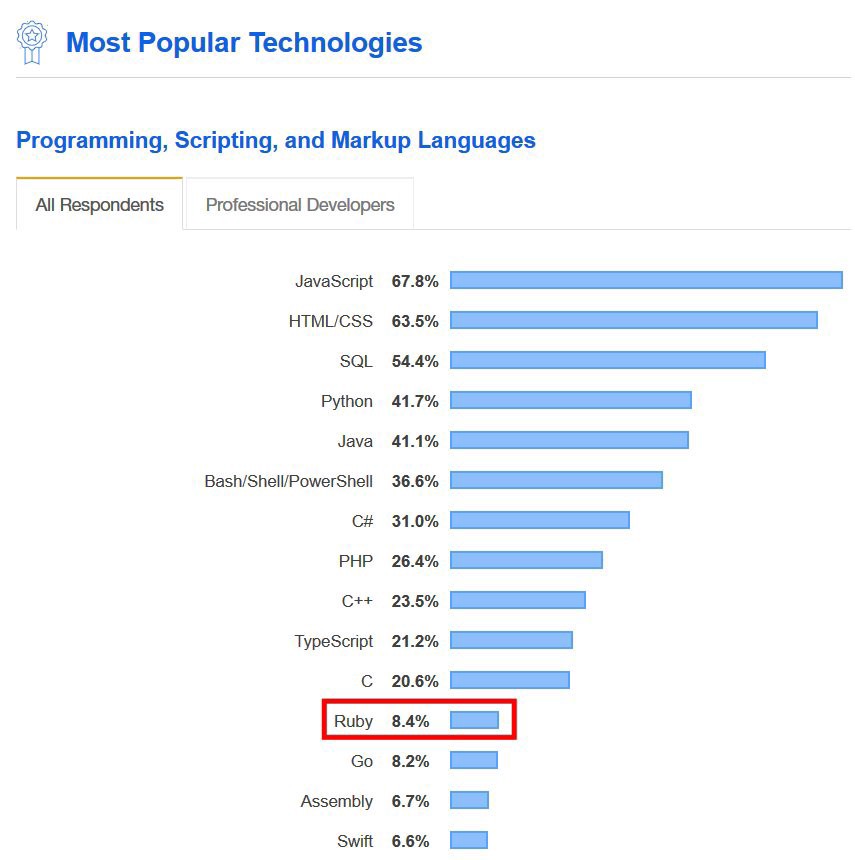 Most Popular Technologies
Programming, Scripting, and Markup Languages
All Respondents Professional Developers
JavaScript 67.8%
HTML/CSS 63.5%
SQL 54.4%
Python 41.7%
Java 41.1%
Bash/Shell/PowerShell 36.6%
C# 31.0%
PHP 26.4%
C++ 23.5%
TypeScript 21.2%
C 20.6%
Ruby 8.4%
Go 8.2%
Assembly 6.7%
Swift 6.6%